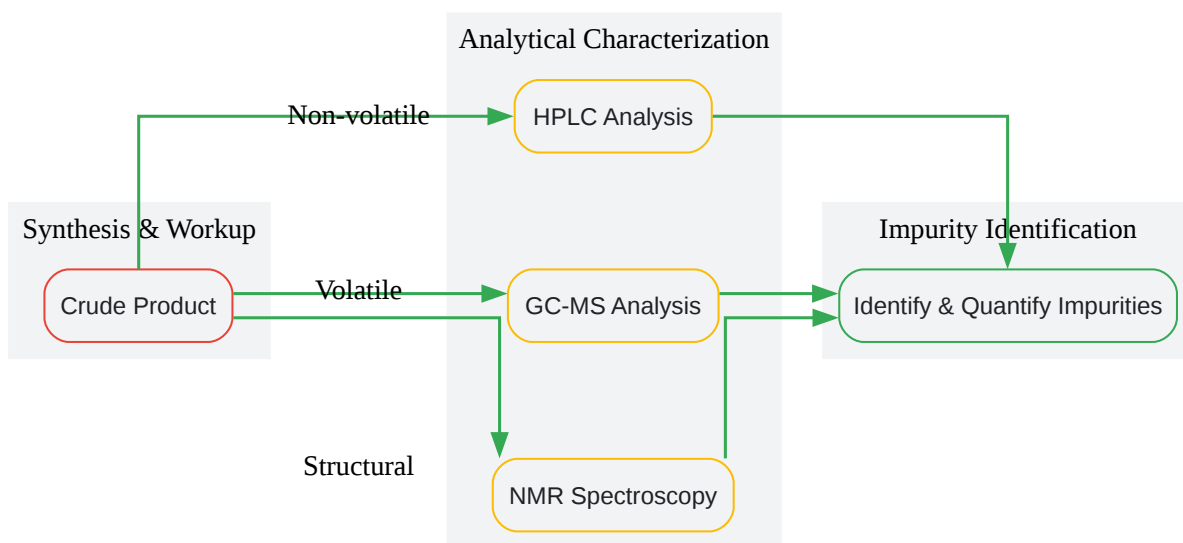 Analytical Characterization
Non-volatile
HPLC Analysis
Synthesis & Workup
Impurity Identification
Volatile
Crude Product
GC-MS Analysis
Identify & Quantify Impurities
Structural
NMR Spectroscopy